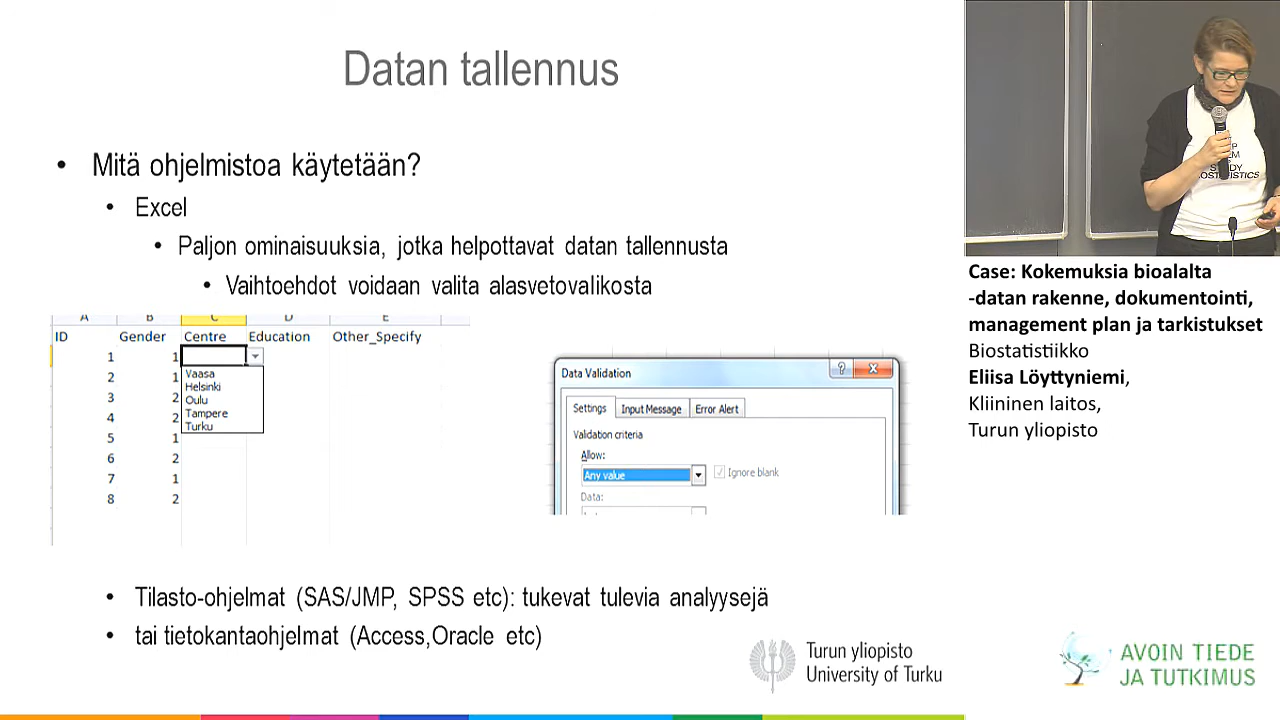 Datan tallennus
• Mitä ohjelmistoa käytetään?
• Excel
• Paljon ominaisuuksia, jotka helpottavat datan tallennusta
• Vaihtoehdot voidaan valita alasvetovalikosta
A B C D E
ID Gender Centre Education Other_Specify
1 1
2 1
3 2
4 2
5 1
6 2
7 1
8 2
Vaasa
Helsinki
Oulu
Tampere
Turku
Data Validation
Settings Input Message Error Alert
Validation criteria
Allow:
Any value Ignore blank
Data:
• Tilasto-ohjelmat (SAS/JMP, SPSS etc): tukevat tulevia analyysejä
• tai tietokantaohjelmat (Access,Oracle etc)
Turun yliopisto
University of Turku
Case: Kokemuksia bioalalta
-datan rakenne, dokumentointi,
management plan ja tarkistukset
Biostatistiikko
Eliisa Löyttyniemi,
Kliininen laitos,
Turun yliopisto
AVOIN TIEDE
JA TUTKIMUS